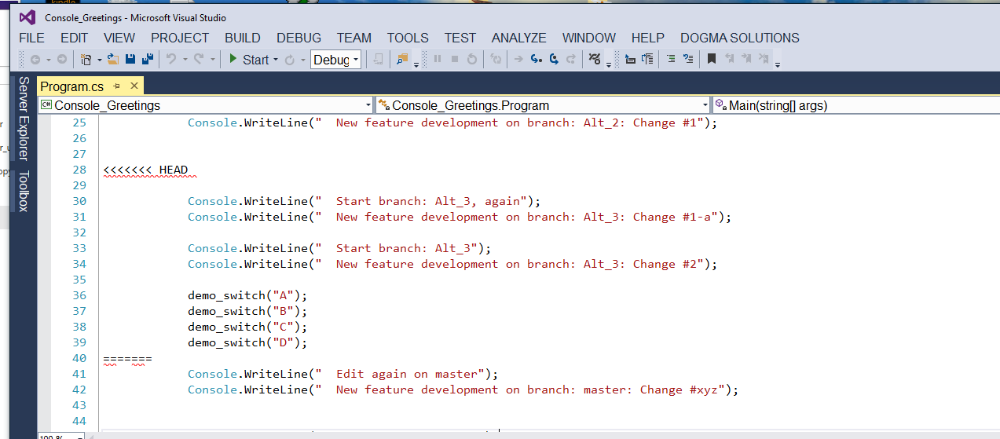 kindle
Console_Greetings - Microsoft Visual Studio
FILE EDIT VIEW PROJECT BUILD DEBUG TEAM TOOLS TEST ANALYZE WINDOW HELP DOGMA SOLUTIONS
Start Debug
Server Explorer
Toolbox
Program.cs
C# Console_Greetings Console_Greetings.Program Main(string[] args)
25 Console.WriteLine("  New feature development on branch: Alt_2: Change #1");
26
27
28 <<<<<<< HEAD
29
30 Console.WriteLine("  Start branch: Alt_3, again");
31 Console.WriteLine("  New feature development on branch: Alt_3: Change #1-a");
32
33 Console.WriteLine("  Start branch: Alt_3");
34 Console.WriteLine("  New feature development on branch: Alt_3: Change #2");
35
36 demo_switch("A");
37 demo_switch("B");
38 demo_switch("C");
39 demo_switch("D");
40 =======
41 Console.WriteLine("  Edit again on master");
42 Console.WriteLine("  New feature development on branch: master: Change #xyz");
43
44
100 %